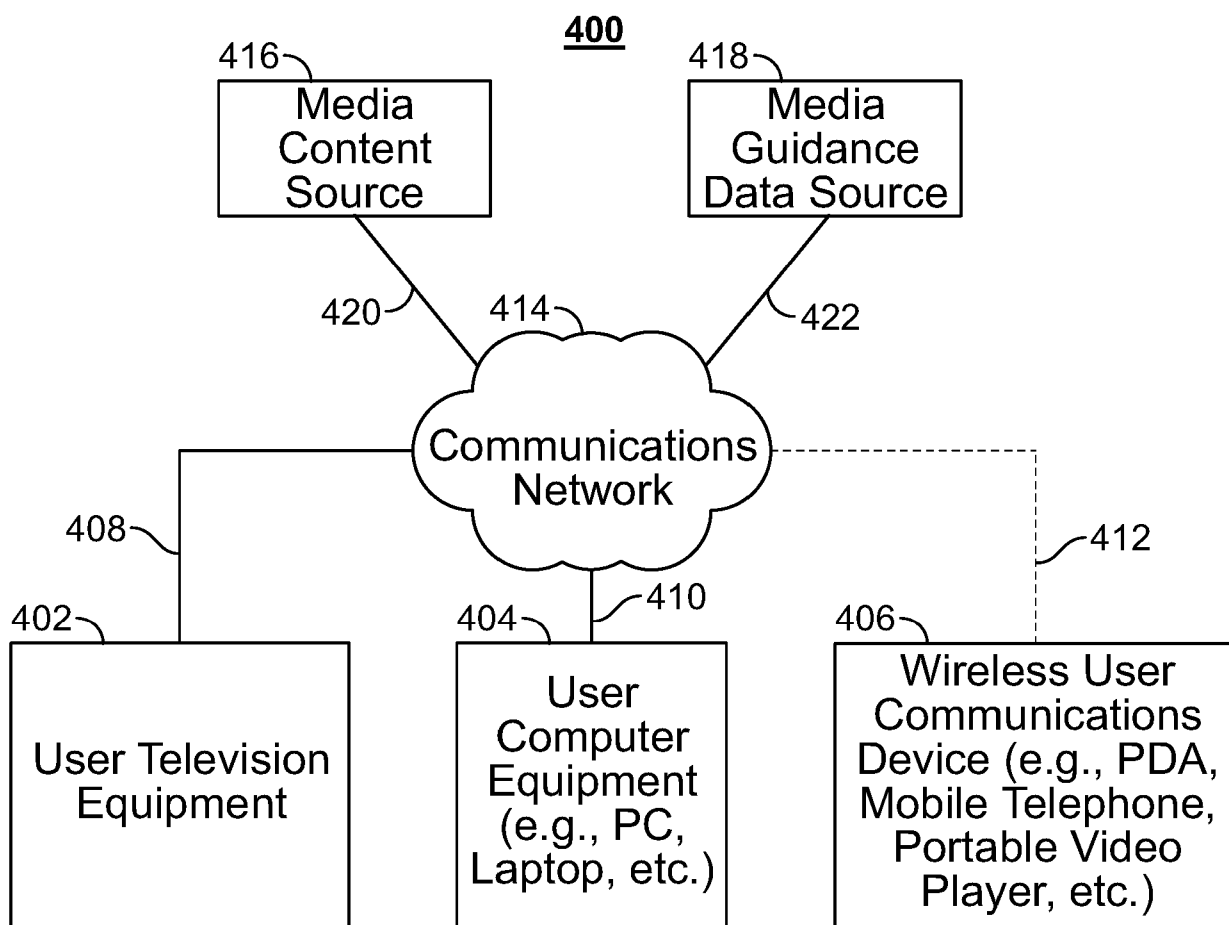 400
416
Media
Content
Source
418
Media
Guidance
Data Source
420
422
414
Communications
Network
408
410
412
402
User Television
Equipment
404
User
Computer
Equipment
(e.g., PC,
Laptop, etc.)
406
Wireless User
Communications
Device (e.g., PDA,
Mobile Telephone,
Portable Video
Player, etc.)